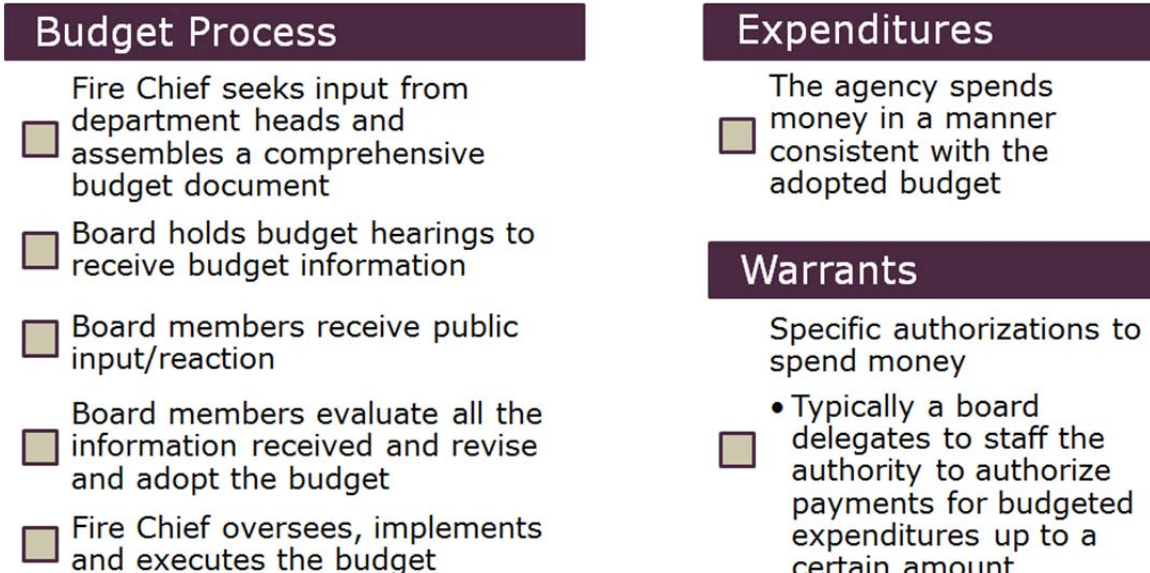 Budget Process
Fire Chief seeks input from
department heads and
assembles a comprehensive
budget document
Board holds budget hearings to
receive budget information
Board members receive public
input/reaction
Board members evaluate all the
information received and revise
and adopt the budget
Fire Chief oversees, implements
and executes the budget
Expenditures
The agency spends
money in a manner
consistent with the
adopted budget
Warrants
Specific authorizations to
spend money
• Typically a board
delegates to staff the
authority to authorize
payments for budgeted
expenditures up to a
certain amount